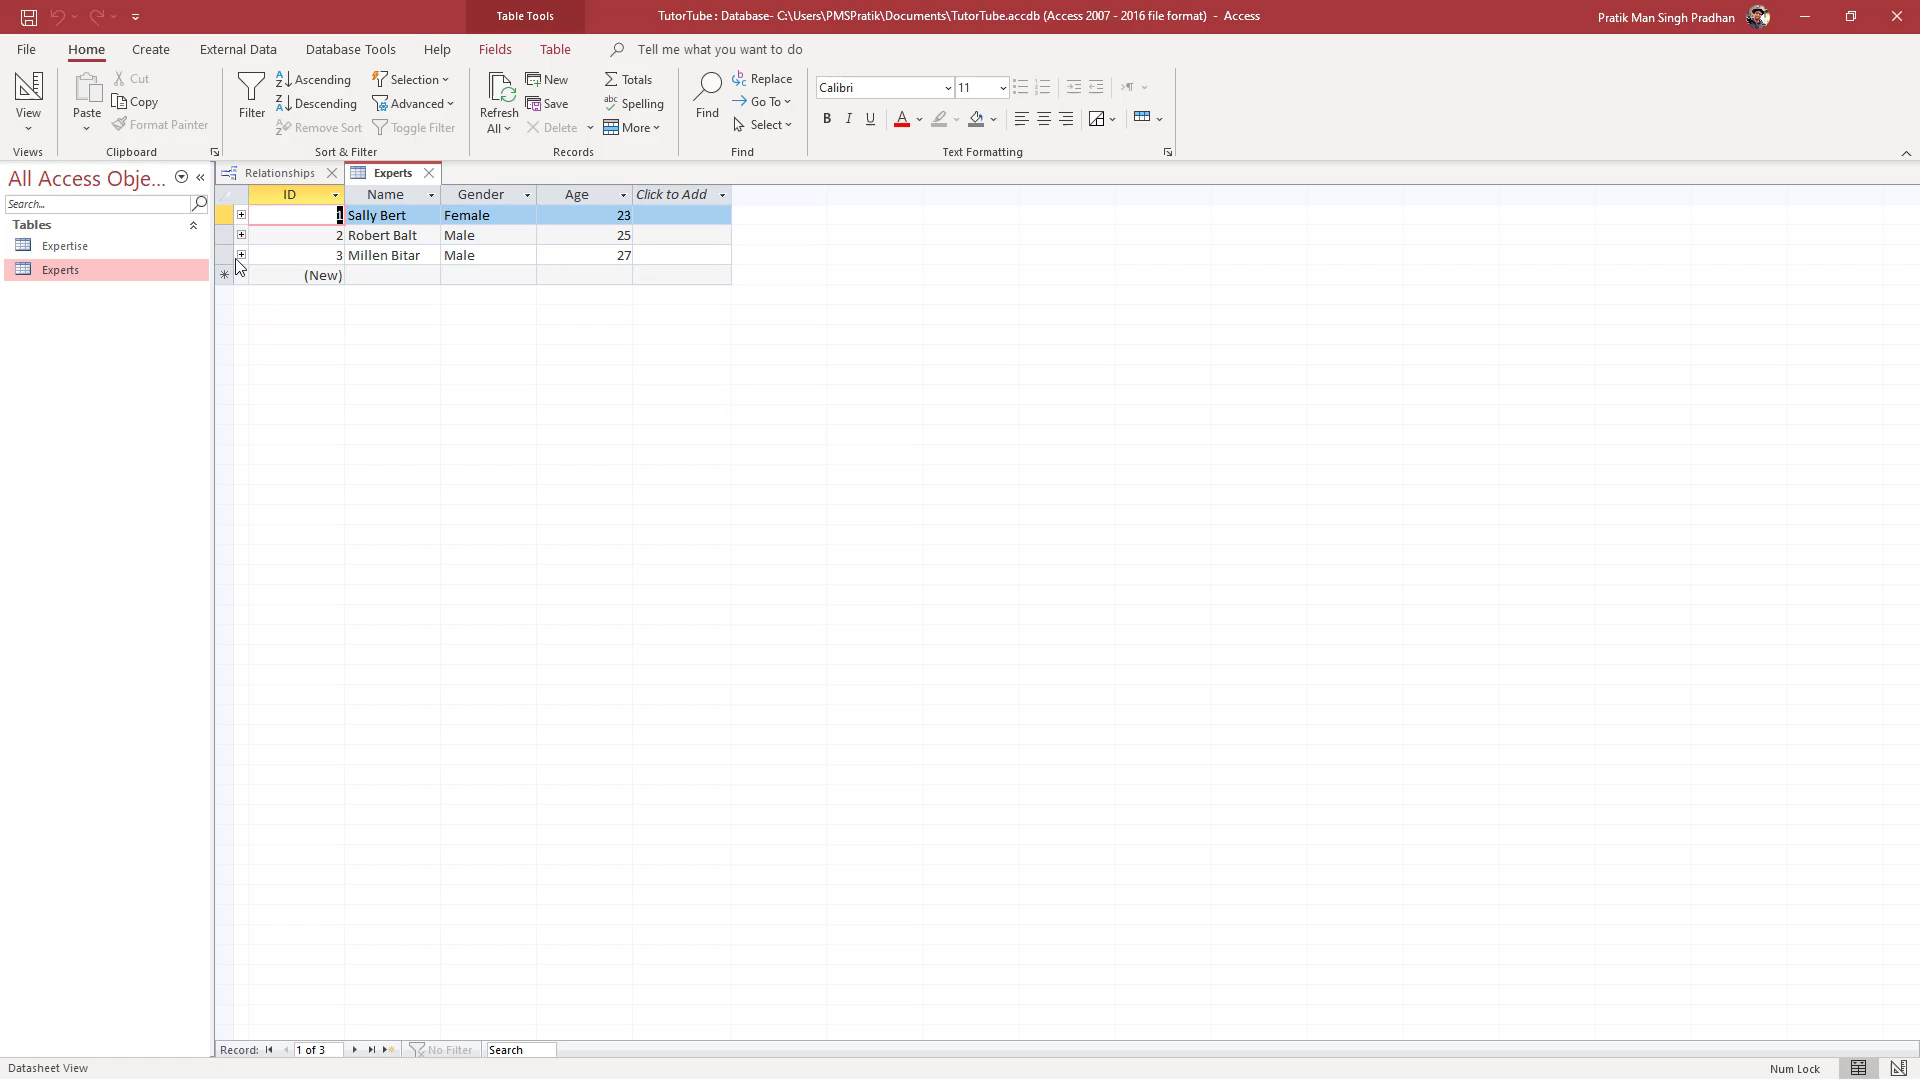 Table Tools
TutorTube : Database- C:\Users\PMSPratik\Documents\TutorTube.accdb (Access 2007 - 2016 file format) - Access
Pratik Man Singh Pradhan
File Home Create External Data Database Tools Help Fields Table Tell me what you want to do
View
Views
Paste
Cut
Copy
Format Painter
Clipboard
Filter
Ascending
Descending
Remove Sort
Selection
Advanced
Toggle Filter
Sort & Filter
Refresh
All
New
Save
Delete
Totals
Spelling
More
Records
Find
Replace
Go To
Select
Find
Calibri 11
B I U A
Text Formatting
All Access Obje...
Search...
Tables
Expertise
Experts
Relationships Experts
ID Name Gender Age Click to Add
1 Sally Bert Female 23
2 Robert Balt Male 25
3 Millen Bitar Male 27
(New)
Record: 1 of 3 No Filter Search
Datasheet View
Num Lock